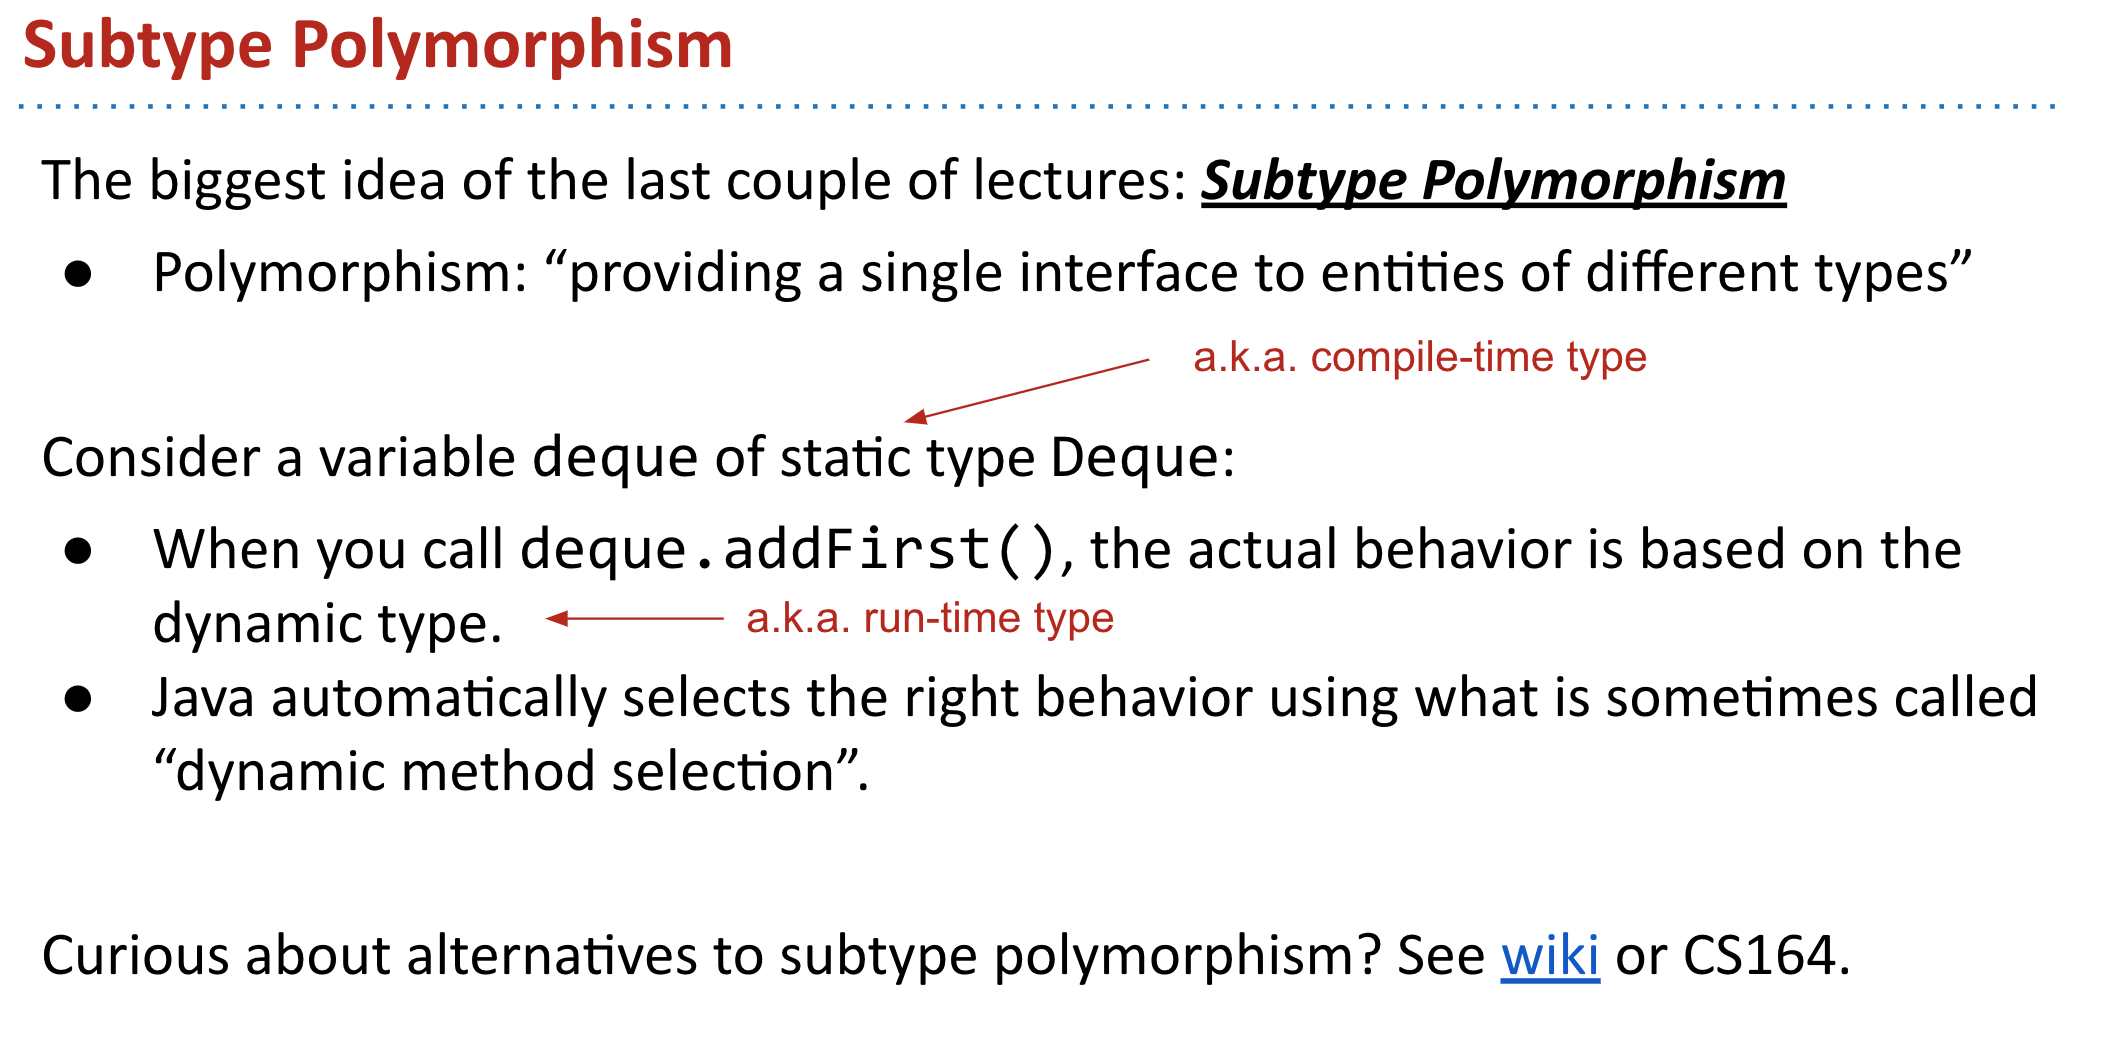 Subtype Polymorphism
The biggest idea of the last couple of lectures: Subtype Polymorphism
● Polymorphism: “providing a single interface to entities of different types”
a.k.a. compile-time type
Consider a variable deque of static type Deque:
● When you call deque.addFirst(), the actual behavior is based on the
dynamic type.
a.k.a. run-time type
● Java automatically selects the right behavior using what is sometimes called
“dynamic method selection”.
Curious about alternatives to subtype polymorphism? See wiki or CS164.